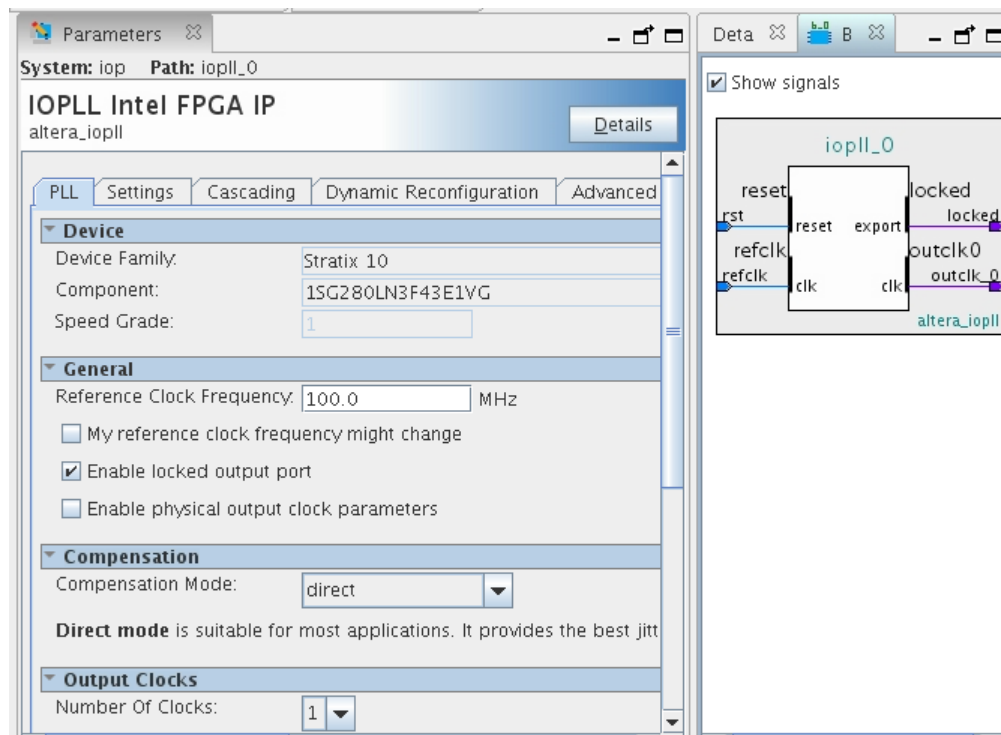 Parameters
System: iop Path: iopll_0
IOPLL Intel FPGA IP
altera_iopll
Details
PLL Settings Cascading Dynamic Reconfiguration Advanced
Device
Device Family: Stratix 10
Component: 1SG280LN3F43E1VG
Speed Grade: 1
General
Reference Clock Frequency: 100.0 MHz
My reference clock frequency might change
Enable locked output port
Enable physical output clock parameters
Compensation
Compensation Mode: direct
Direct mode is suitable for most applications. It provides the best jitt
Output Clocks
Number Of Clocks: 1
Deta B
Show signals
iopll_0
reset locked
rst locked
reset export
refclk outclk0
refclk outclk_0
clk clk
altera_iopll